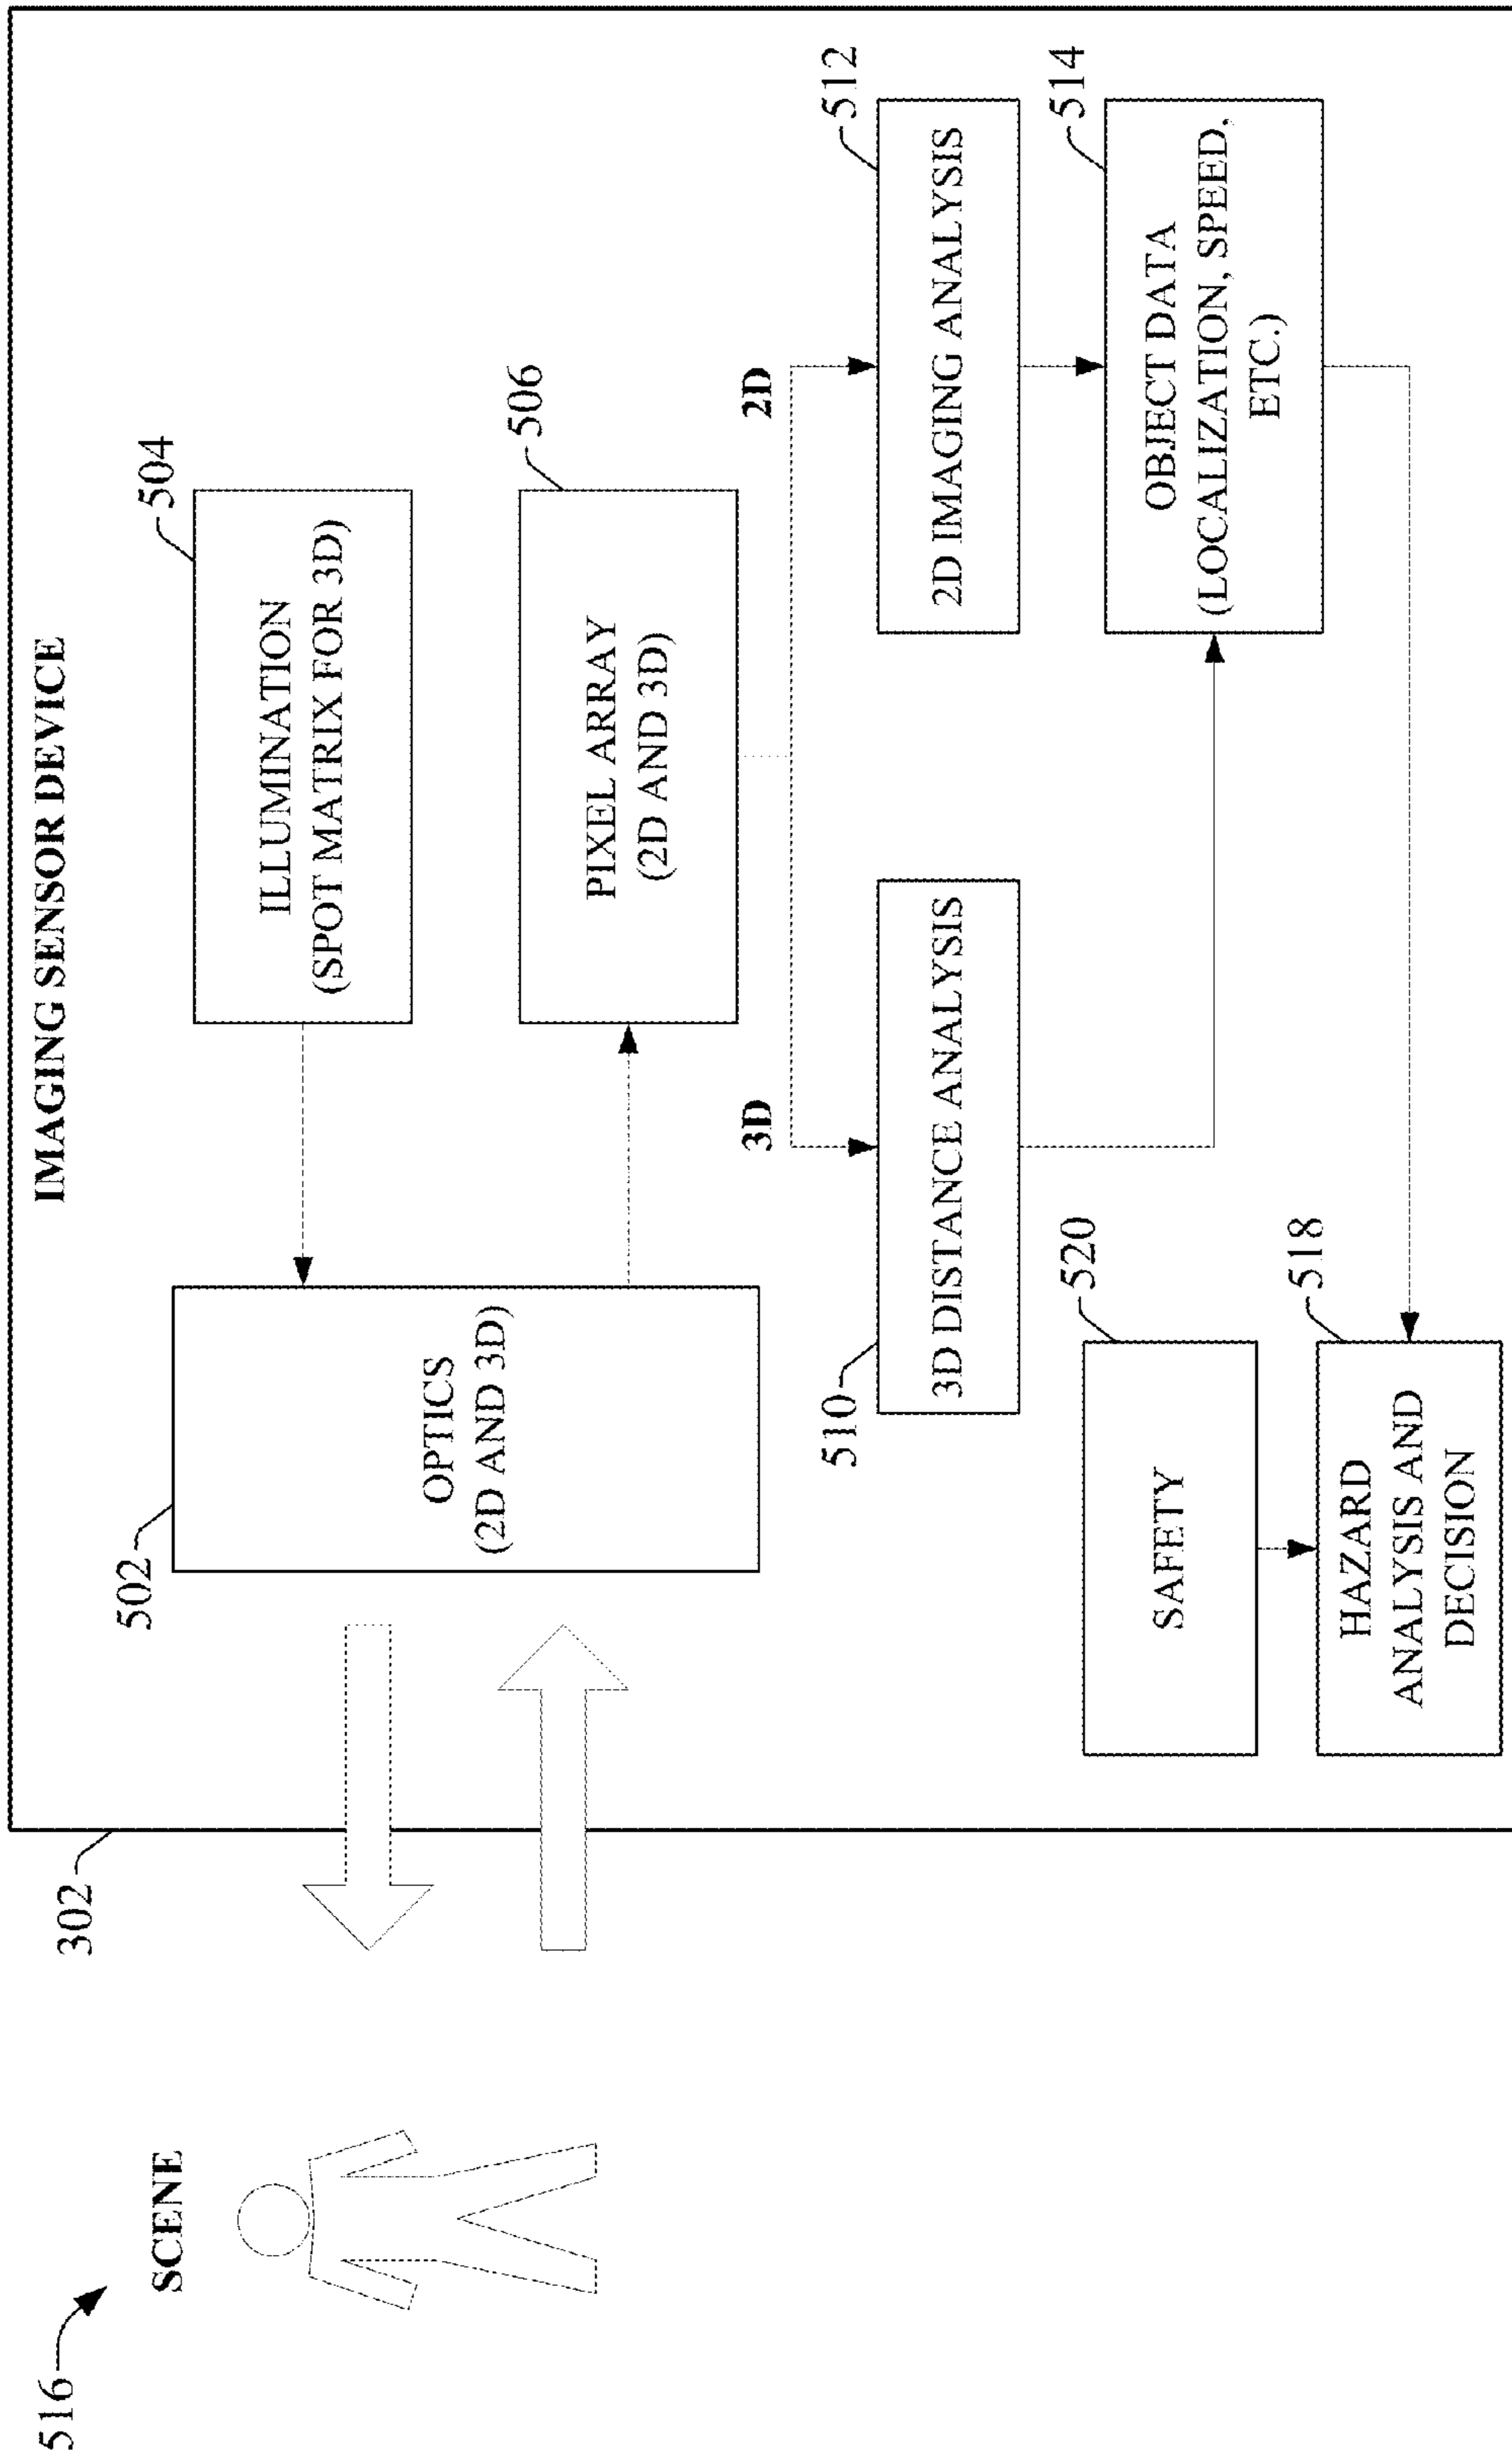 IMAGING SENSOR DEVICE
516
SCENE
302
502
OPTICS
(2D AND 3D)
504
ILLUMINATION
(SPOT MATRIX FOR 3D)
506
PIXEL ARRAY
(2D AND 3D)
3D
2D
510
3D DISTANCE ANALYSIS
512
2D IMAGING ANALYSIS
514
OBJECT DATA
(LOCALIZATION, SPEED,
ETC.)
520
SAFETY
518
HAZARD
ANALYSIS AND
DECISION